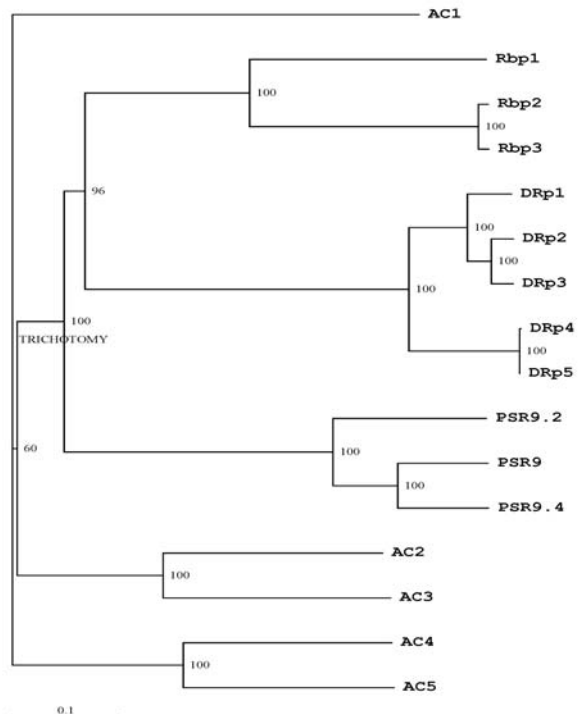 AC1
Rbp1
100
Rbp2
100
Rbp3
96
DRp1
100
DRp2
100
DRp3
100
100
TRICHOTOMY
DRp4
100
DRp5
PSR9.2
60
100
PSR9
100
PSR9.4
AC2
100
AC3
AC4
100
AC5
0.1